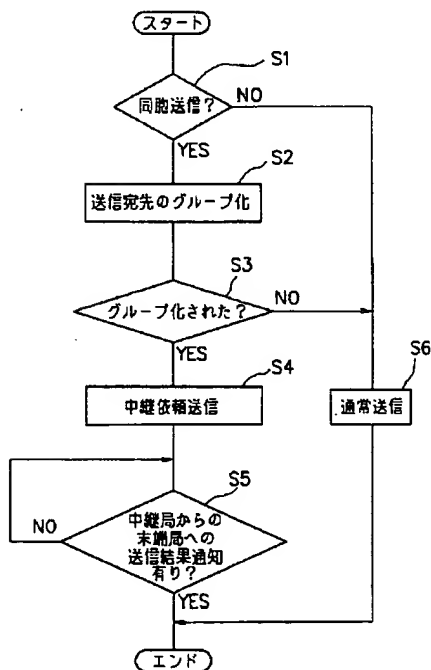 スタート
S1
同胞送信?
NO
YES
S2
送信宛先のグループ化
S3
グループ化された?
NO
YES
S4
中継依頼送信
S6
通常送信
S5
中継局からの
末端局への
送信結果通知
有り?
NO
YES
エンド